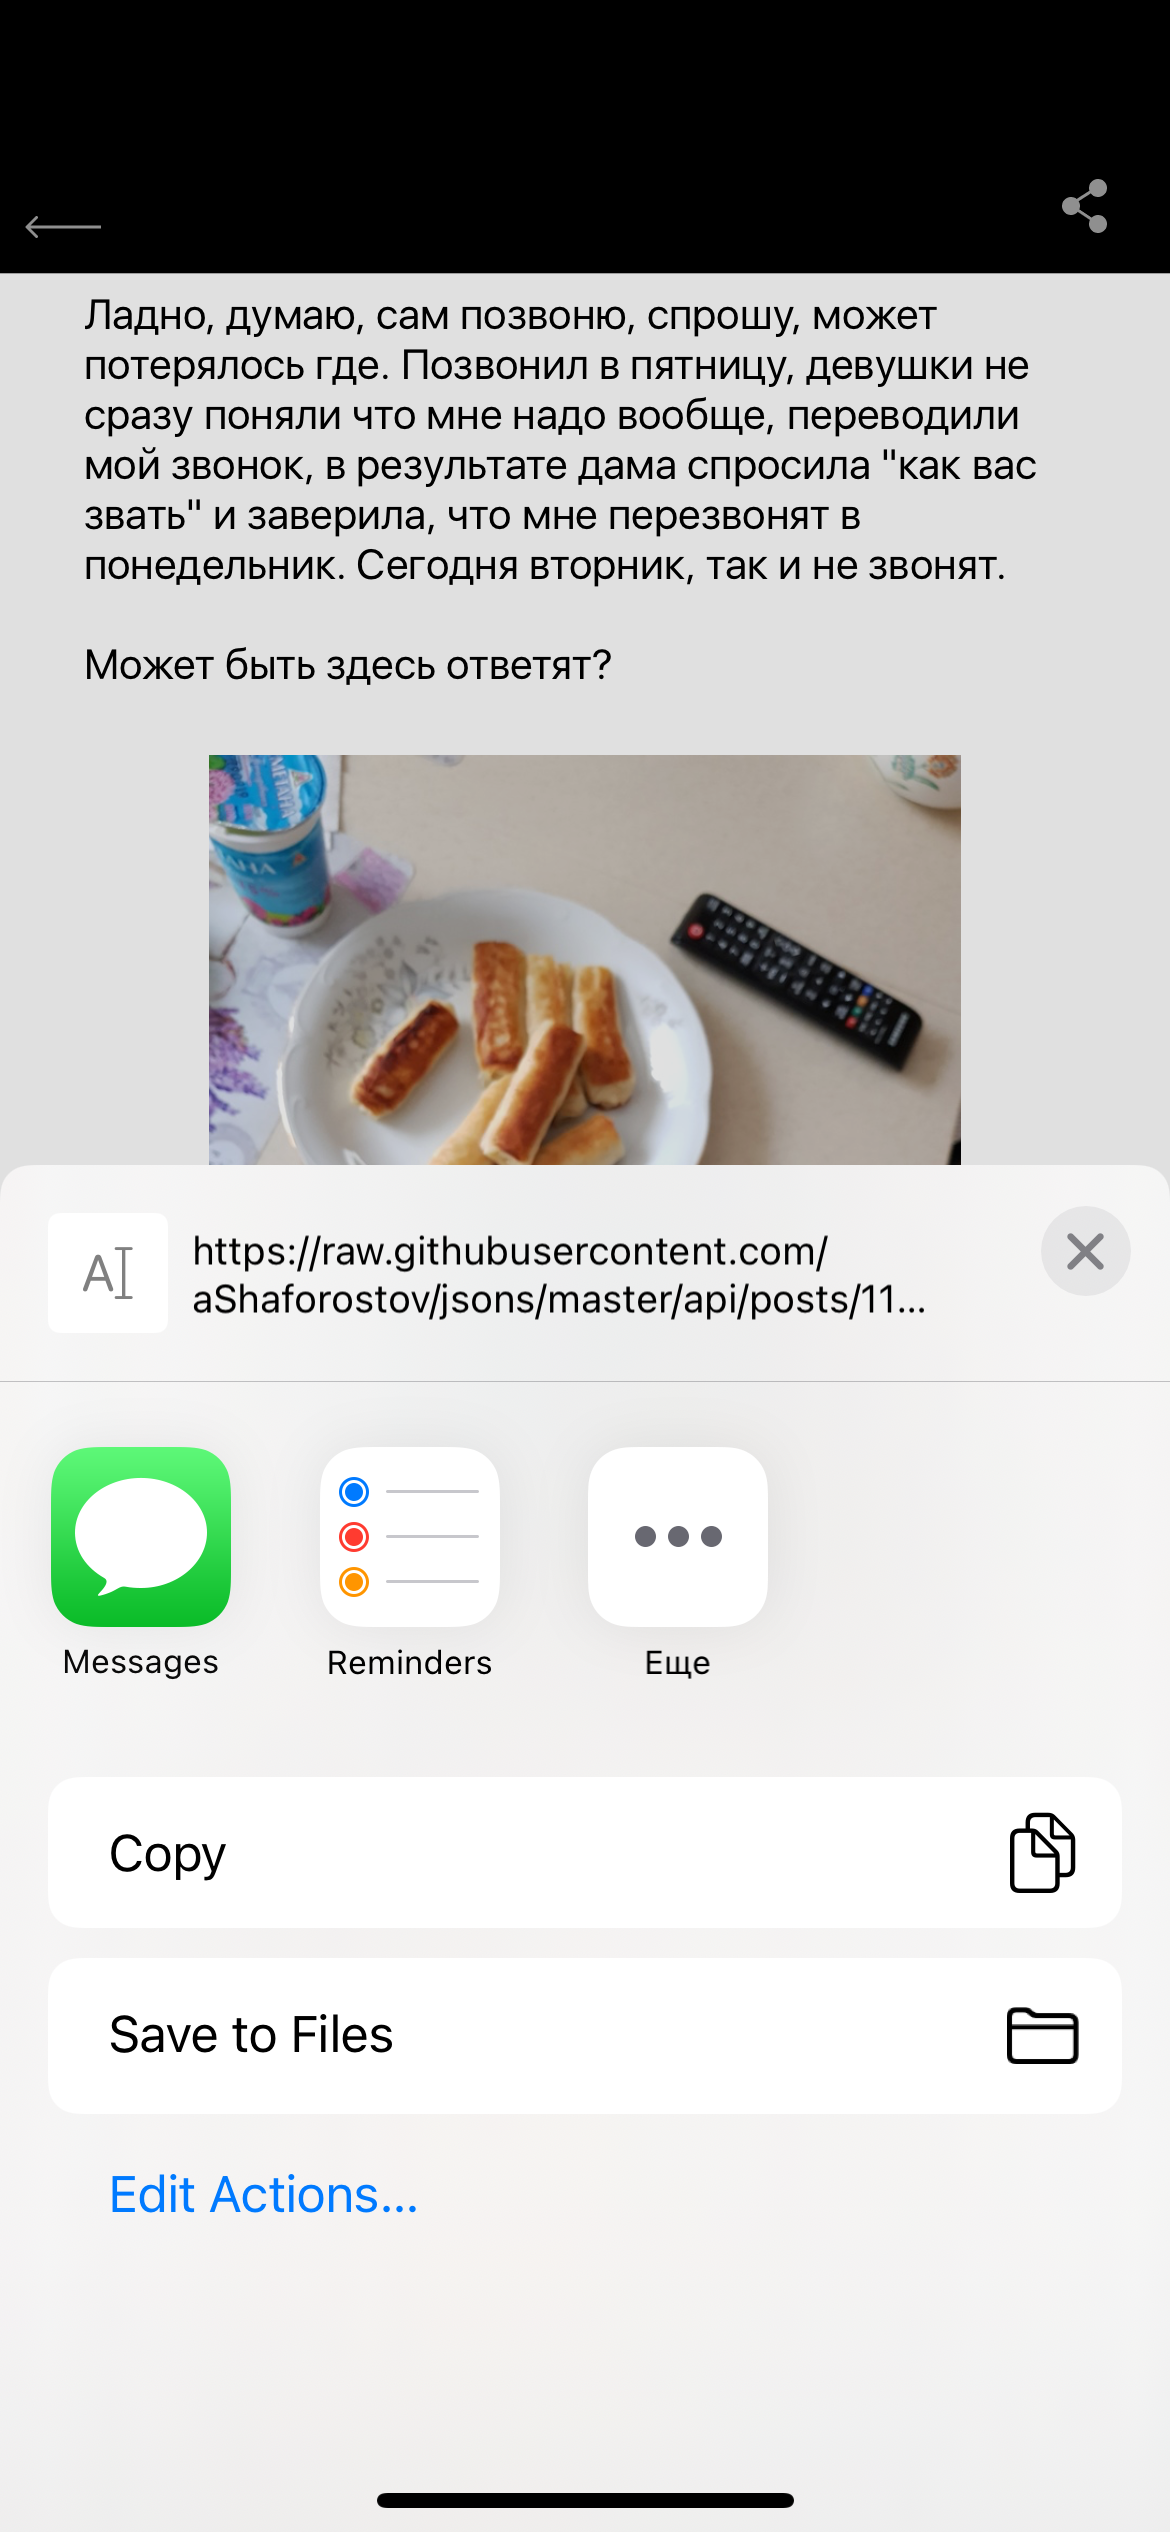 Ладно, думаю, сам позвоню, спрошу, может
потерялось где. Позвонил в пятницу, девушки не
сразу поняли что мне надо вообще, переводили
мой звонок, в результате дама спросила "как вас
звать" и заверила, что мне перезвонят в
понедельник. Сегодня вторник, так и не звонят.
Может быть здесь ответят?
https://raw.githubusercontent.com/
aShaforostov/jsons/master/api/posts/11...
Messages
Reminders
Еще
Copy
Save to Files
Edit Actions...